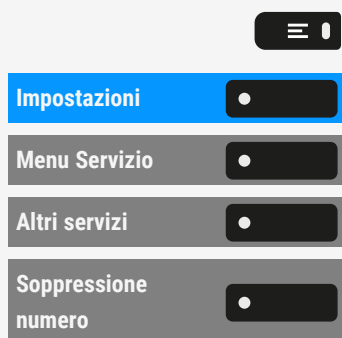 Impostazioni
Menu Servizio
Altri servizi
Soppressione
numero